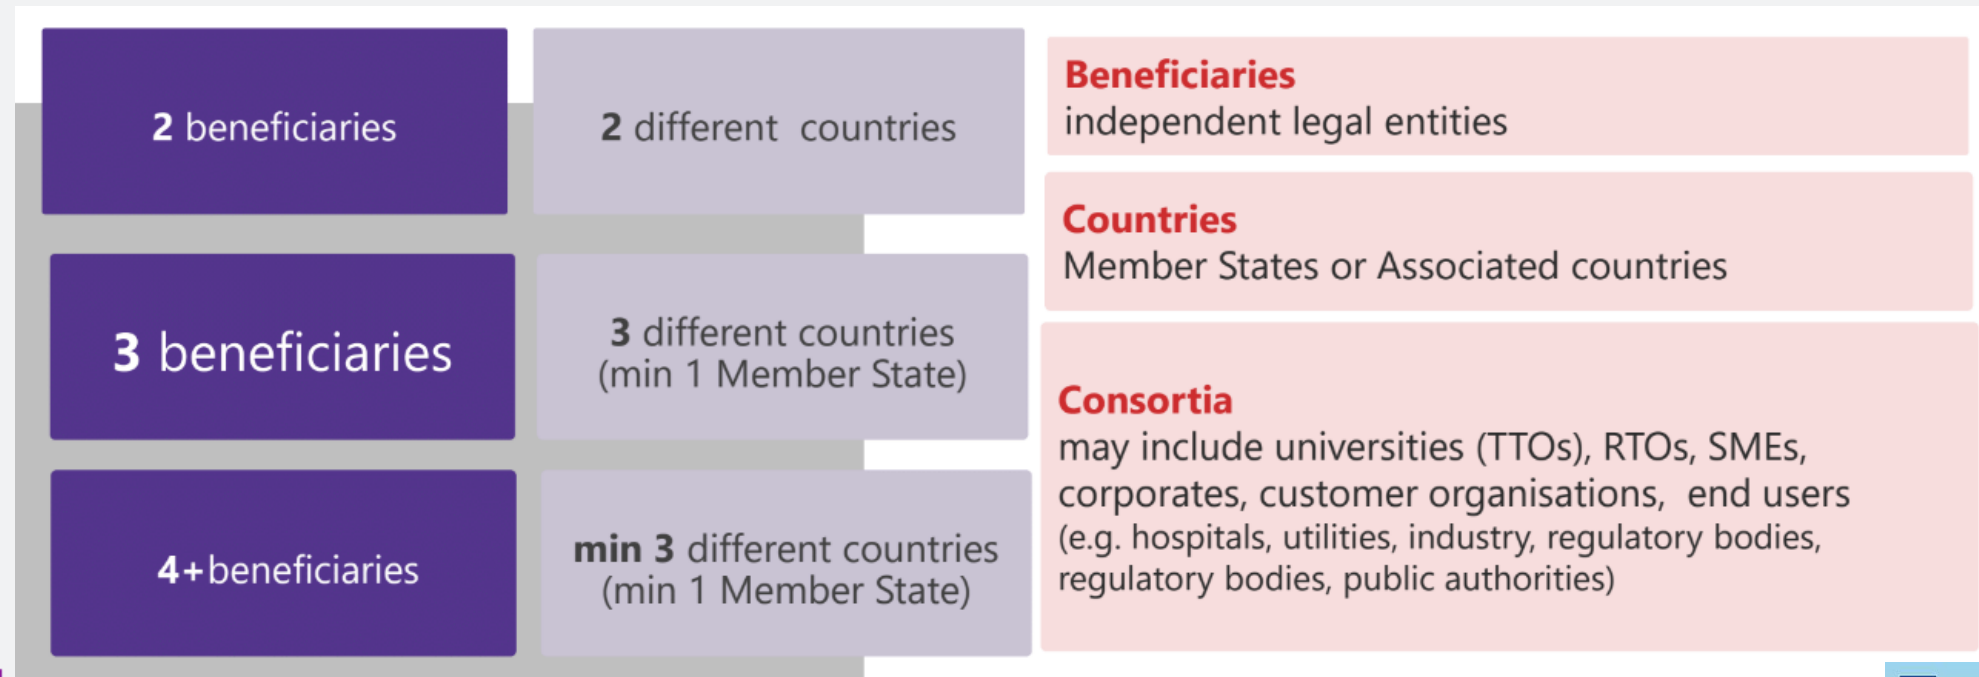 2 beneficiaries
2 different countries
3 beneficiaries
3 different countries
(min 1 Member State)
4+beneficiaries
min 3 different countries
(min 1 Member State)
Beneficiaries
independent legal entities
Countries
Member States or Associated countries
Consortia
may include universities (TTOs), RTOs, SMEs,
corporates, customer organisations, end users
(e.g. hospitals, utilities, industry, regulatory bodies,
regulatory bodies, public authorities)